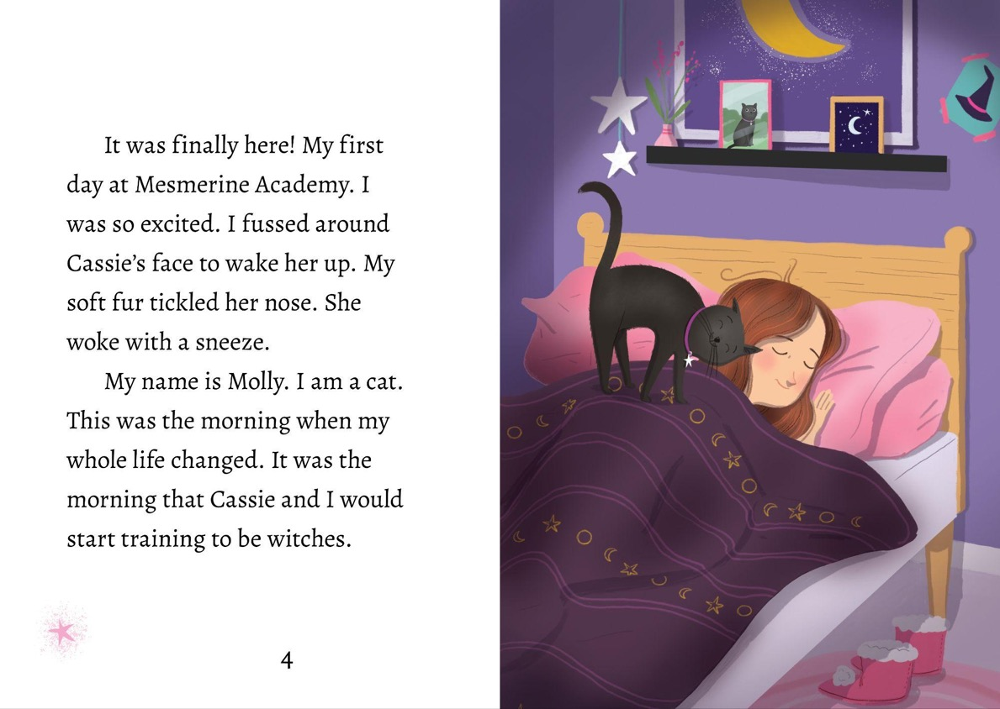 It was finally here! My first
day at Mesmerine Academy. I
was so excited. I fussed around
Cassie’s face to wake her up. My
soft fur tickled her nose. She
woke with a sneeze.
My name is Molly. I am a cat.
This was the morning when my
whole life changed. It was the
morning that Cassie and I would
start training to be witches.
4